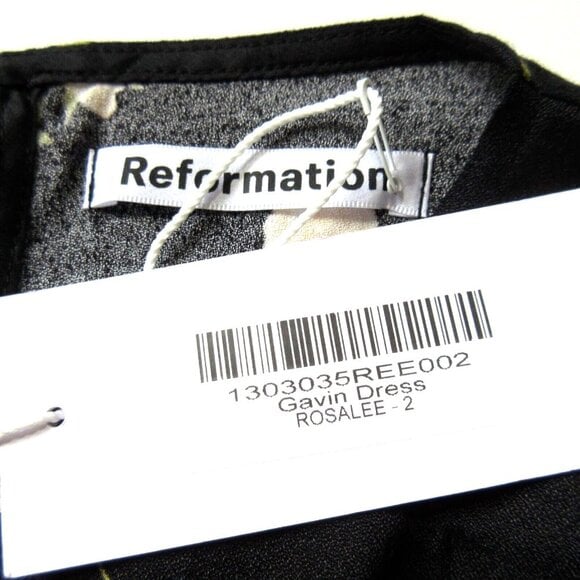 Reformation
1303035REE002
Gavin Dress
ROSALEE - 2